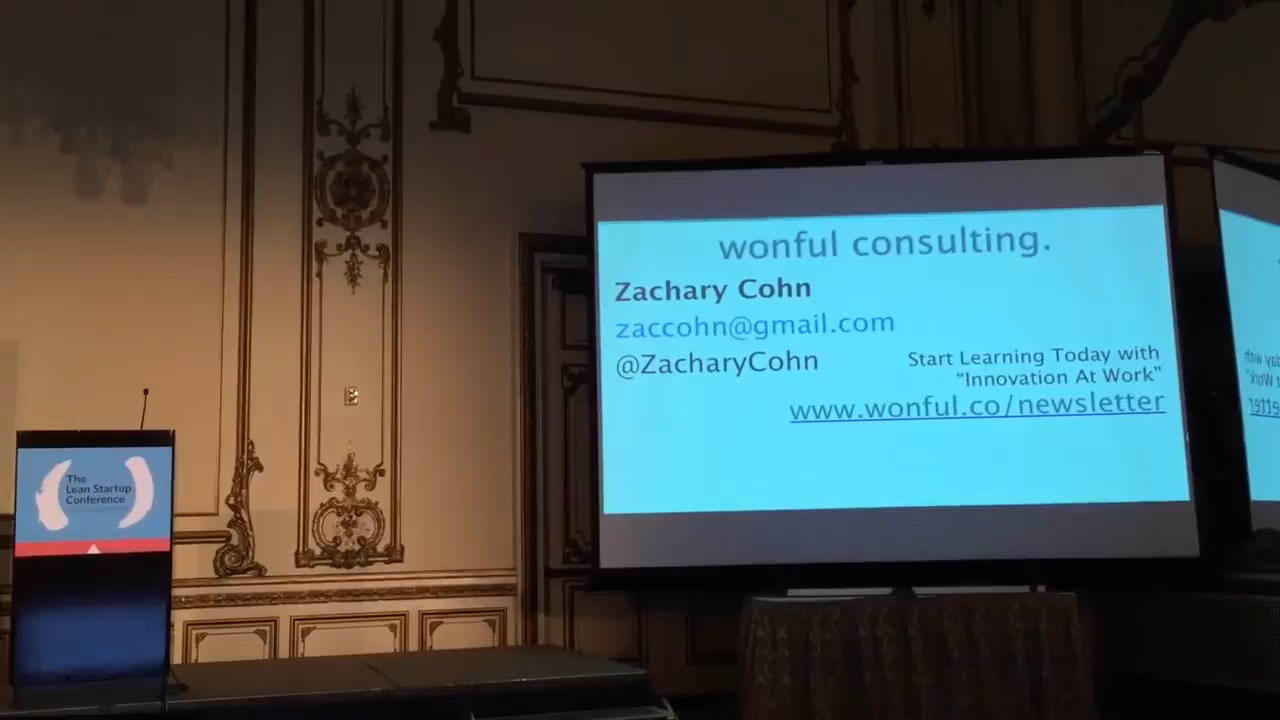 The
Lean Startup
Conference
wonful consulting.
Zachary Cohn
zaccohn@gmail.com
@ZacharyCohn
Start Learning Today with
“Innovation At Work”
www.wonful.co/newsletter